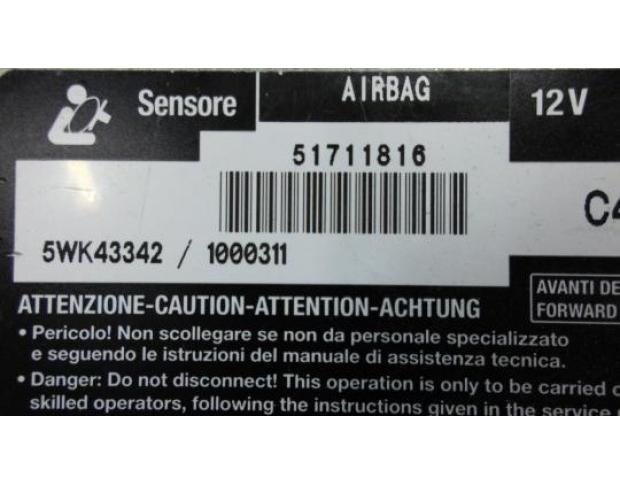 Sensore
AIRBAG
12V
51711816
5WK43342 / 1000311
AVANTI
FORWARD
ATTENZIONE-CAUTION-ATTENTION-ACHTUNG
• Pericolo! Non scollegare se non da personale specializzato
e seguendo le istruzioni del manuale di assistenza tecnica.
• Danger: Do not disconnect! This operation is only to be carried
skilled operators, following the instructions given in the service